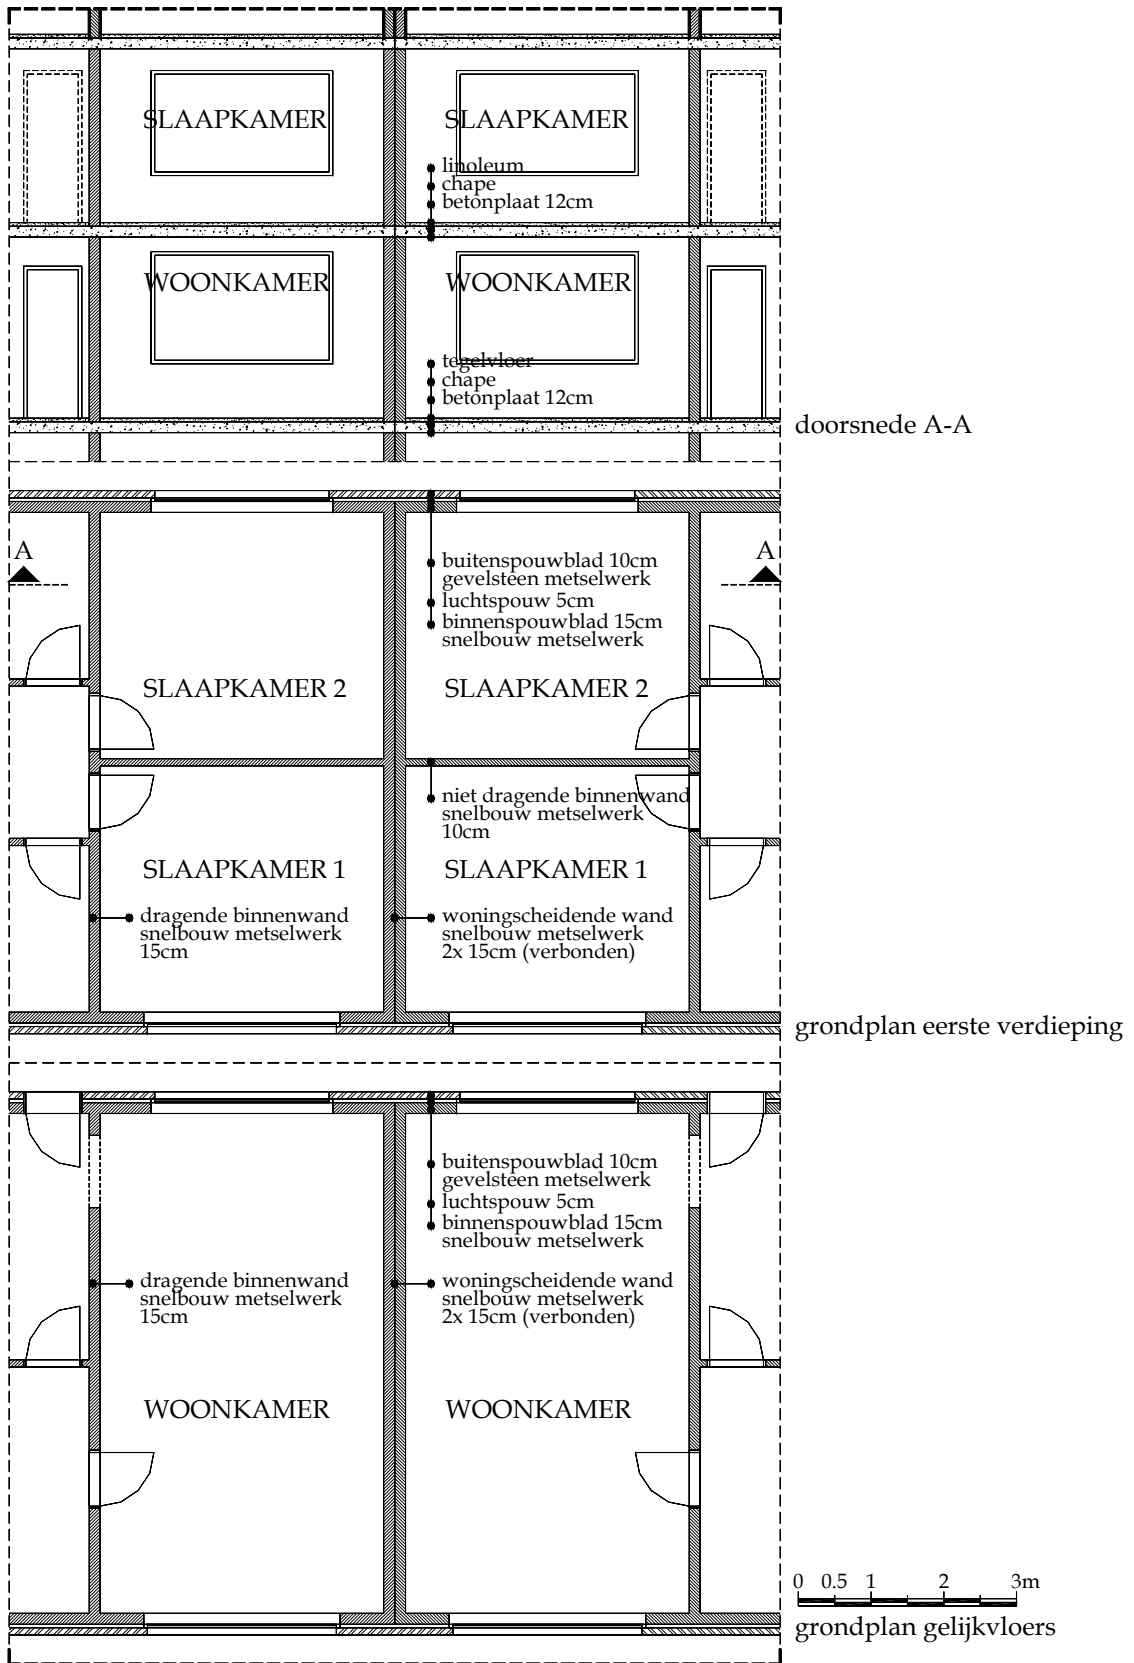 SLAAPKAMER
SLAAPKAMER
linoleum
chape
betonplaat 12cm
WOONKAMER
WOONKAMER
tegelvloer
chape
betonplaat 12cm
doorsnede A-A
A
A
buitenspouwblad 10cm
gevelsteen metselwerk
luchtspouw 5cm
binnenspouwblad 15cm
snelbouw metselwerk
SLAAPKAMER 2
SLAAPKAMER 2
niet dragende binnenwand
snelbouw metselwerk
10cm
SLAAPKAMER 1
SLAAPKAMER 1
dragende binnenwand
snelbouw metselwerk
15cm
woningscheidende wand
snelbouw metselwerk
2x 15cm (verbonden)
grondplan eerste verdieping
buitenspouwblad 10cm
gevelsteen metselwerk
luchtspouw 5cm
binnenspouwblad 15cm
snelbouw metselwerk
dragende binnenwand
snelbouw metselwerk
15cm
woningscheidende wand
snelbouw metselwerk
2x 15cm (verbonden)
WOONKAMER
WOONKAMER
0 0.5 1 2 3m
grondplan gelijkvloers